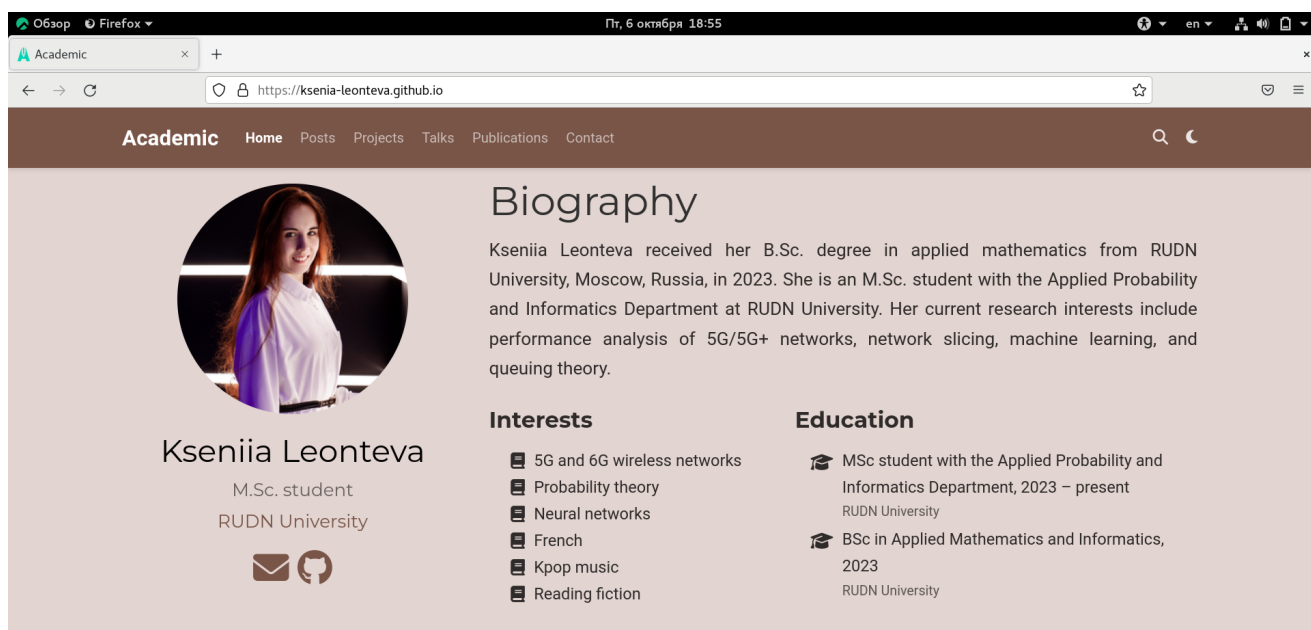 Обзор Firefox Пт, 6 октября 18:55 en
Academic
https://ksenia-leonteva.github.io
Academic Home Posts Projects Talks Publications Contact
Biography
Kseniia Leonteva received her B.Sc. degree in applied mathematics from RUDN
University, Moscow, Russia, in 2023. She is an M.Sc. student with the Applied Probability
and Informatics Department at RUDN University. Her current research interests include
performance analysis of 5G/5G+ networks, network slicing, machine learning, and
queuing theory.
Kseniia Leonteva
M.Sc. student
RUDN University
Interests
5G and 6G wireless networks
Probability theory
Neural networks
French
Kpop music
Reading fiction
Education
MSc student with the Applied Probability and
Informatics Department, 2023 – present
RUDN University
BSc in Applied Mathematics and Informatics,
2023
RUDN University